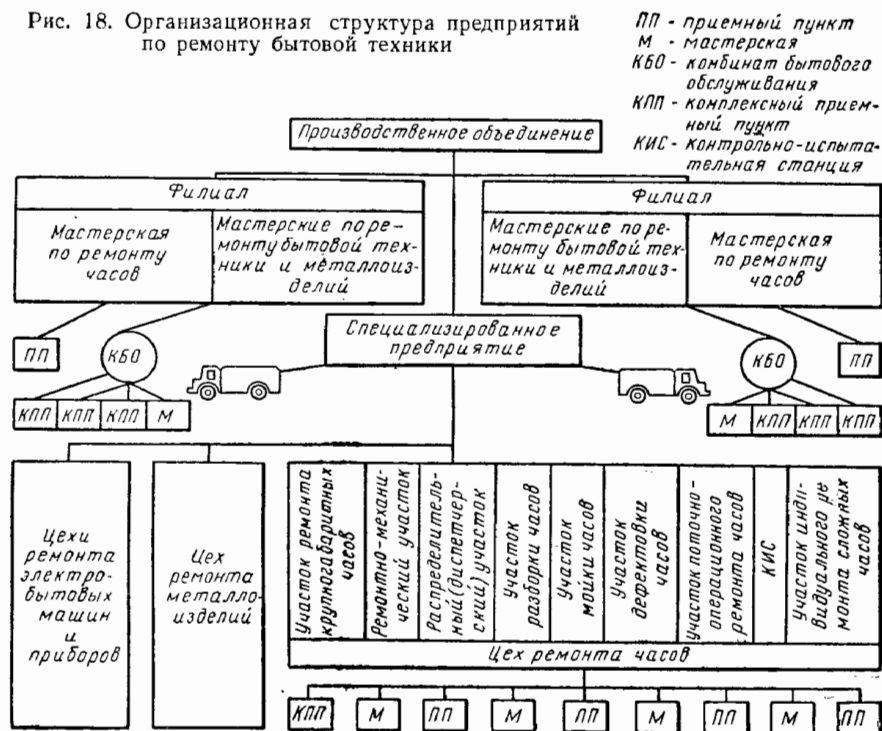 Рис. 18. Организационная структура предприятий
по ремонту бытовой техники
ПП - приемный пункт
М - мастерская
КБО - комбинат бытового
обслуживания
КПП - комплексный прием-
ный пункт
КИС - контрольно-испыта-
тельная станция
Производственное объединение
Филиал
Мастерская
по ремонту
часов
Мастерские по ре-
монту бытовой тех-
ники и металлоиз-
делий
Филиал
Мастерские по ре-
монту бытовой тех-
ники и металлоиз-
делий
Мастерская
по ремонту
часов
Специализированное
предприятие
ПП
КБО
КБО
ПП
КПП КПП КПП М
М КПП КПП КПП
Цехи
ремонта
электро-
бытовых
машин
и
приборов
Цех
ремонта
металло-
изделий
Участок ремонта
крупногабаритных
часов
Ремонтно-механи-
ческий участок
Распределитель-
ный (диспетчер-
ский) участок
Участок
разборки часов
Участок
мойки часов
Участок
дефектовки
часов
Участок поточно-
операционного
ремонта часов
КИС
Участок инди-
видуального ре
монта сложных
часов
Цех ремонта часов
КПП М ПП М ПП М ПП М ПП